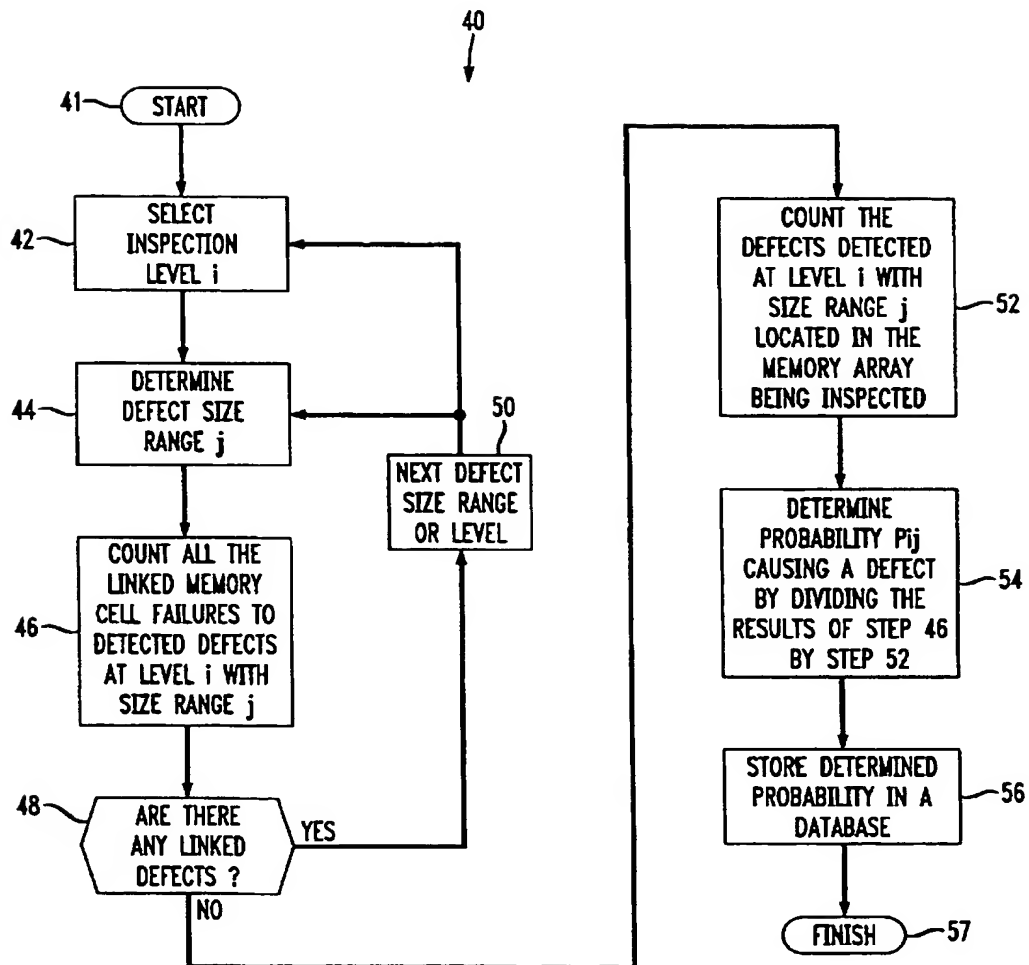 40
41
START
42
SELECT
INSPECTION
LEVEL i
44
DETERMINE
DEFECT SIZE
RANGE j
50
NEXT DEFECT
SIZE RANGE
OR LEVEL
46
COUNT ALL THE
LINKED MEMORY
CELL FAILURES TO
DETECTED DEFECTS
AT LEVEL i WITH
SIZE RANGE j
48
ARE THERE
ANY LINKED
DEFECTS ?
YES
NO
COUNT THE
DEFECTS DETECTED
AT LEVEL i WITH
SIZE RANGE j
LOCATED IN THE
MEMORY ARRAY
BEING INSPECTED
52
DETERMINE
PROBABILITY Pij
CAUSING A DEFECT
BY DIVIDING THE
RESULTS OF STEP 46
BY STEP 52
54
STORE DETERMINED
PROBABILITY IN A
DATABASE
56
FINISH
57